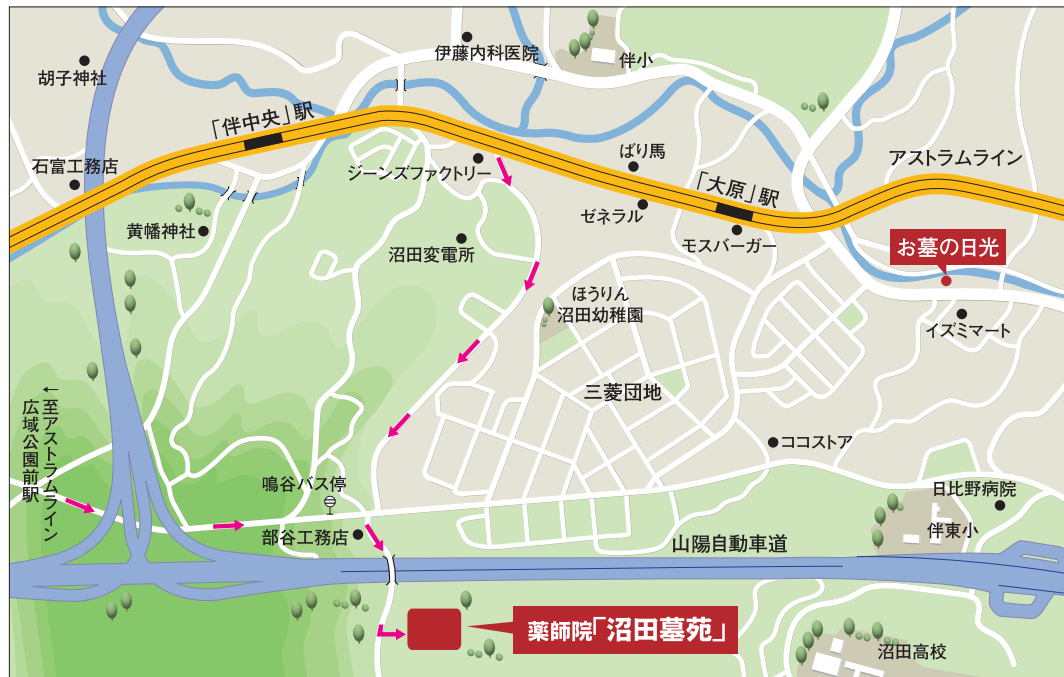 伊藤内科医院
伴小
胡子神社
「伴中央」駅
ばり馬
アストラムライン
石富工務店
ジーンズファクトリー
「大原」駅
ゼネラル
黄幡神社
沼田変電所
モスバーガー
お墓の日光
ほうりん
沼田幼稚園
イズミマート
三菱団地
←至アストラムライン
広域公園前駅
ココストア
鳴谷バス停
日比野病院
部谷工務店
伴東小
山陽自動車道
薬師院「沼田墓苑」
沼田高校